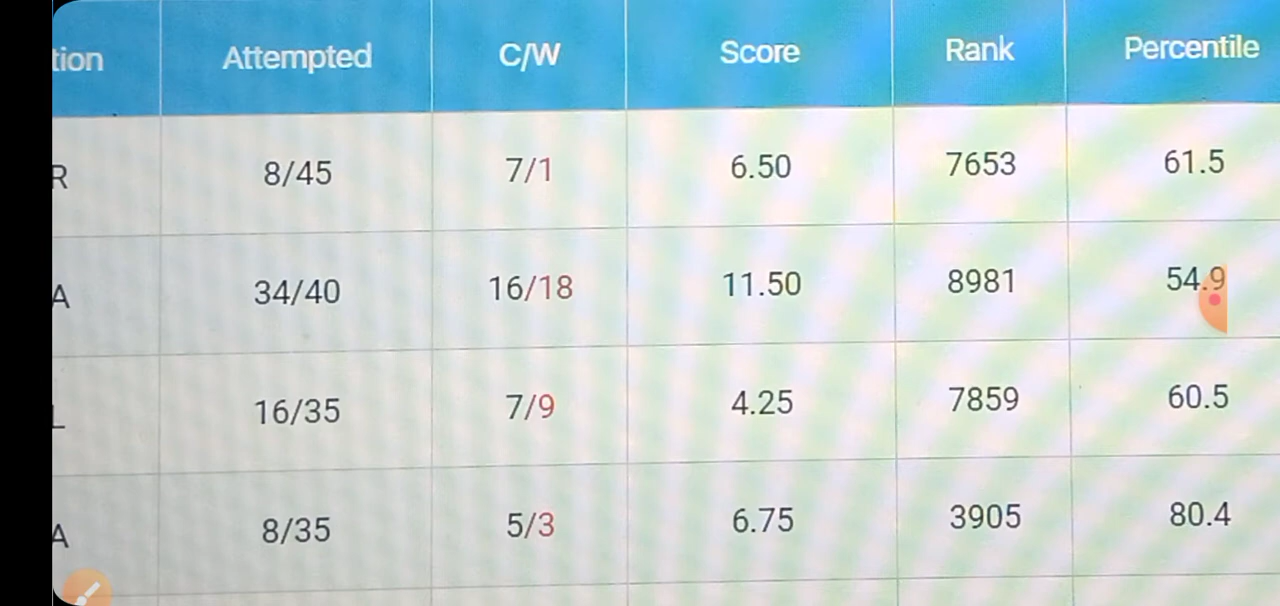 tion Attempted C/W Score Rank Percentile
R 8/45 7/1 6.50 7653 61.5
A 34/40 16/18 11.50 8981 54.9
L 16/35 7/9 4.25 7859 60.5
A 8/35 5/3 6.75 3905 80.4